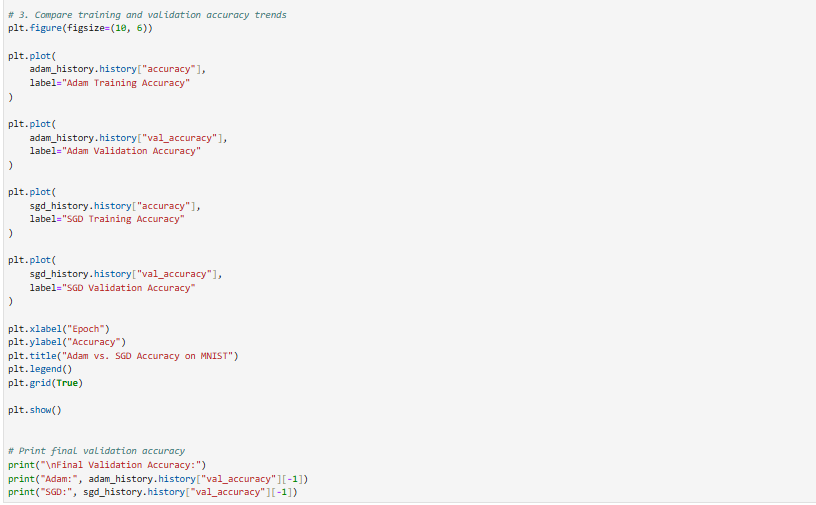 # 3. Compare training and validation accuracy trends
plt.figure(figsize=(10, 6))
plt.plot(
    adam_history.history["accuracy"],
    label="Adam Training Accuracy"
)
plt.plot(
    adam_history.history["val_accuracy"],
    label="Adam Validation Accuracy"
)
plt.plot(
    sgd_history.history["accuracy"],
    label="SGD Training Accuracy"
)
plt.plot(
    sgd_history.history["val_accuracy"],
    label="SGD Validation Accuracy"
)
plt.xlabel("Epoch")
plt.ylabel("Accuracy")
plt.title("Adam vs. SGD Accuracy on MNIST")
plt.legend()
plt.grid(True)
plt.show()
# Print final validation accuracy
print("\nFinal Validation Accuracy:")
print("Adam:", adam_history.history["val_accuracy"][-1])
print("SGD:", sgd_history.history["val_accuracy"][-1])